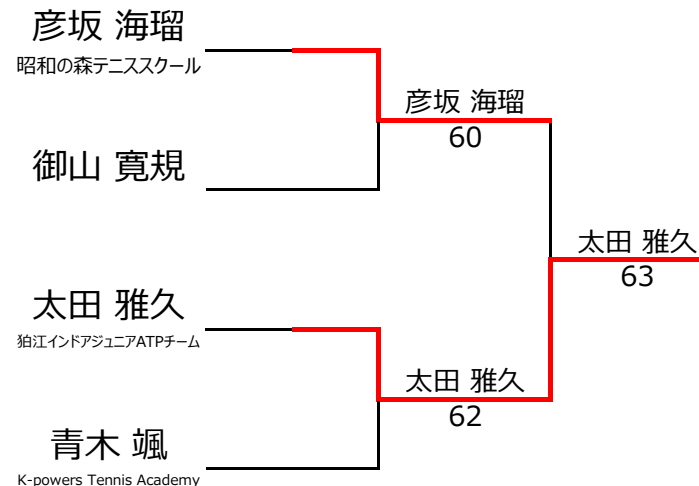 彦坂 海瑠
昭和の森テニススクール
彦坂 海瑠
60
御山 寛規
太田 雅久
63
太田 雅久
狛江インドアジュニアATPチーム
太田 雅久
62
青木 颯
K-powers Tennis Academy